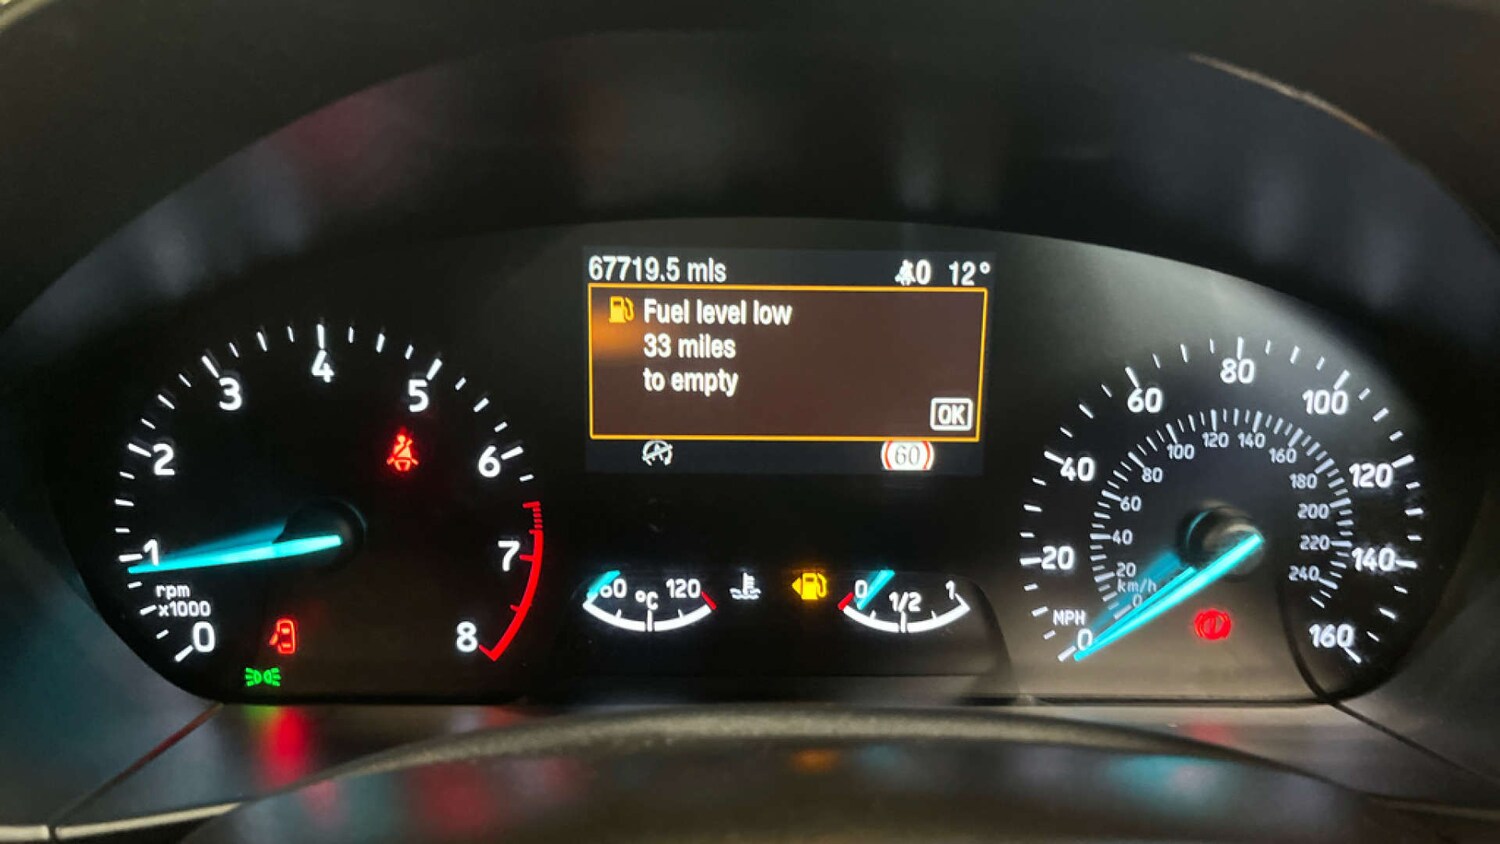 67719.5 mls 0 12°
Fuel level low
33 miles
to empty
OK
A 60
0 1 2 3 4 5 6 7 8
rpm
x1000
60 °C 120
0 1/2 1
0 20 40 60 80 100 120 140 160
MPH
0 20 40 60 80 100 120 140 160 180 200 220 240
km/h